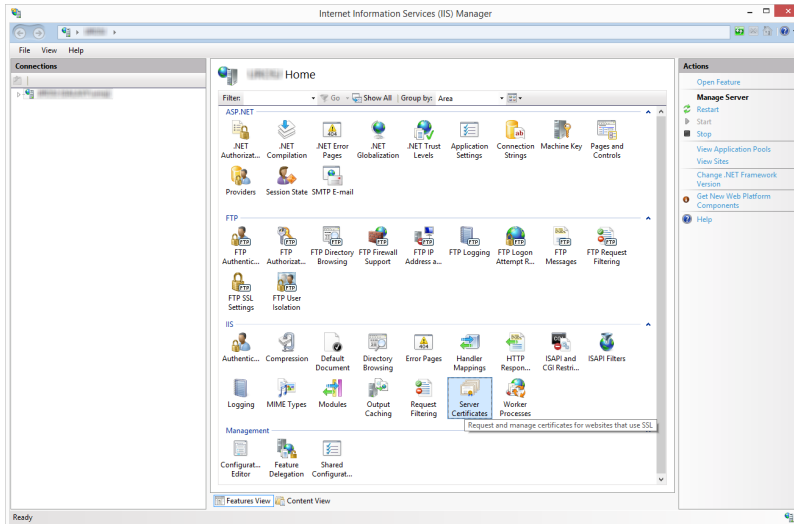 Internet Information Services (IIS) Manager
File View Help
Connections
Home
Filter: Go Show All Group by: Area
ASP.NET
.NET Authorizat... .NET Compilation .NET Error Pages .NET Globalization .NET Trust Levels Application Settings Connection Strings Machine Key Pages and Controls
Providers Session State SMTP E-mail
FTP
FTP Authentic... FTP Authorizat... FTP Directory Browsing FTP Firewall Support FTP IP Address a... FTP Logging FTP Logon Attempt R... FTP Messages FTP Request Filtering
FTP SSL Settings FTP User Isolation
IIS
Authentic... Compression Default Document Directory Browsing Error Pages Handler Mappings HTTP Respon... ISAPI and CGI Restri... ISAPI Filters
Logging MIME Types Modules Output Caching Request Filtering Server Certificates Worker Processes
Request and manage certificates for websites that use SSL
Management
Configurat... Editor Feature Delegation Shared Configurat...
Features View Content View
Ready
Actions
Open Feature
Manage Server
Restart
Start
Stop
View Application Pools
View Sites
Change .NET Framework
Version
Get New Web Platform
Components
Help